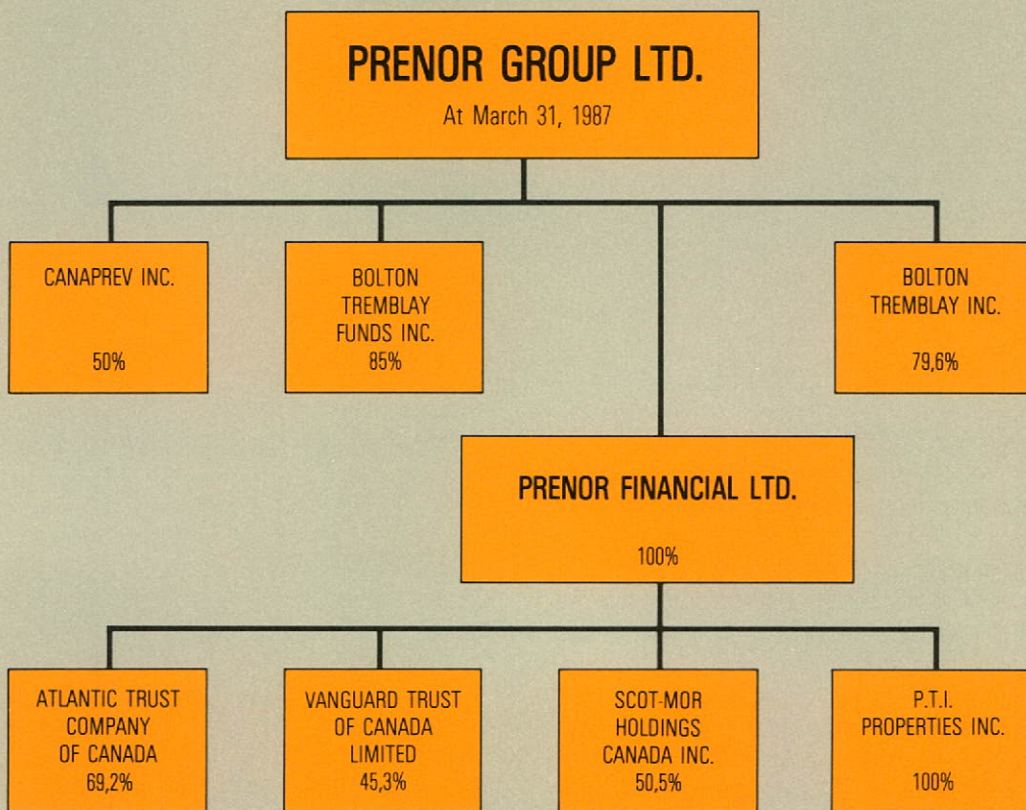 PRENOR GROUP LTD.
At March 31, 1987
CANAPREV INC.
50%
BOLTON
TREMBLAY
FUNDS INC.
85%
BOLTON
TREMBLAY INC.
79,6%
PRENOR FINANCIAL LTD.
100%
ATLANTIC TRUST
COMPANY
OF CANADA
69,2%
VANGUARD TRUST
OF CANADA
LIMITED
45,3%
SCOT-MOR
HOLDINGS
CANADA INC.
50,5%
P.T.I.
PROPERTIES INC.
100%